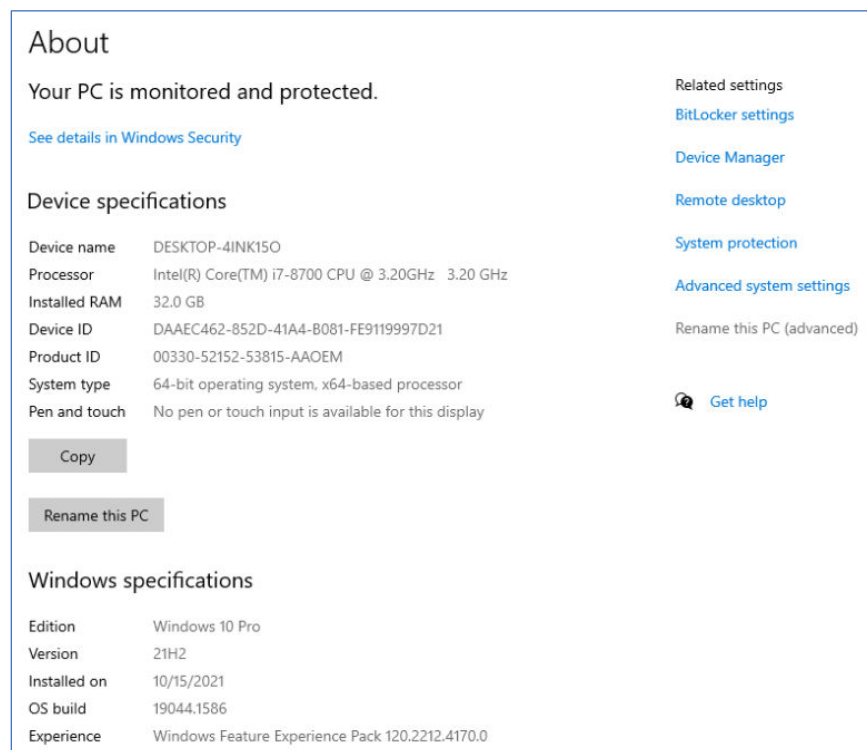 About
Your PC is monitored and protected.
See details in Windows Security
Device specifications
Device name DESKTOP-4INK15O
Processor Intel(R) Core(TM) i7-8700 CPU @ 3.20GHz 3.20 GHz
Installed RAM 32.0 GB
Device ID DAAEC462-852D-41A4-B081-FE9119997D21
Product ID 00330-52152-53815-AAOEM
System type 64-bit operating system, x64-based processor
Pen and touch No pen or touch input is available for this display
Copy
Rename this PC
Windows specifications
Edition Windows 10 Pro
Version 21H2
Installed on 10/15/2021
OS build 19044.1586
Experience Windows Feature Experience Pack 120.2212.4170.0
Related settings
BitLocker settings
Device Manager
Remote desktop
System protection
Advanced system settings
Rename this PC (advanced)
Get help